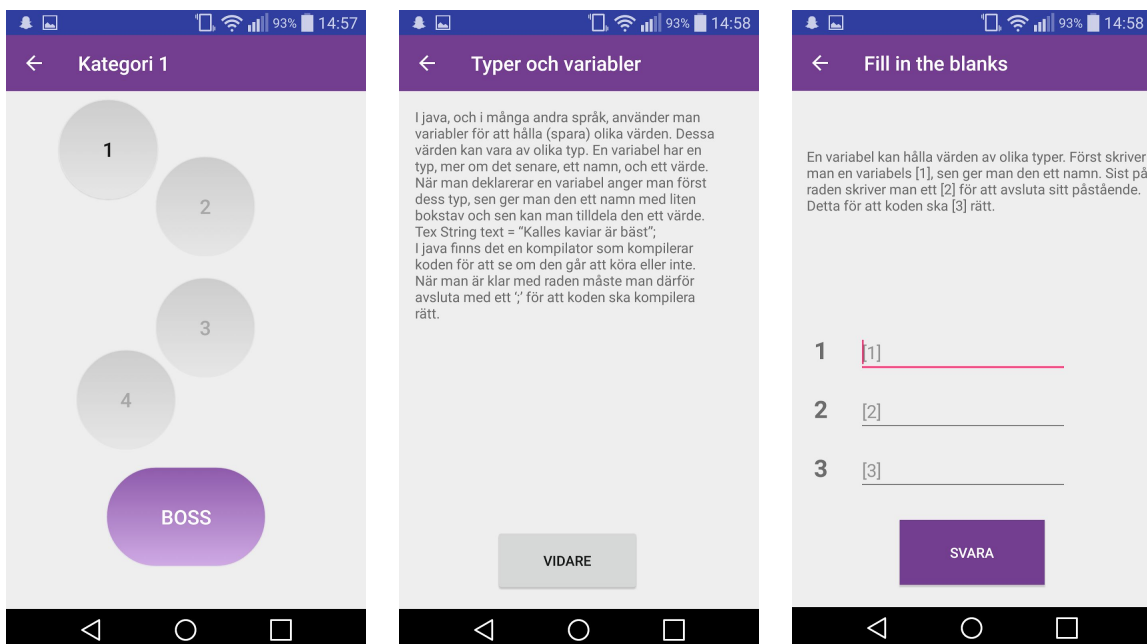 93% 14:57
Kategori 1
1
2
3
4
BOSS
93% 14:58
Typer och variabler
I java, och i många andra språk, använder man
variabler för att hålla (spara) olika värden. Dessa
värden kan vara av olika typ. En variabel har en
typ, mer om det senare, ett namn, och ett värde.
När man deklarerar en variabel anger man först
dess typ, sen ger man den ett namn med liten
bokstav och sen kan man tilldela den ett värde.
Tex String text = “Kalles kaviar är bäst”;
I java finns det en kompilator som kompilerar
koden för att se om den går att köra eller inte.
När man är klar med raden måste man därför
avsluta med ett ‘;’ för att koden ska kompilera
rätt.
VIDARE
93% 14:58
Fill in the blanks
En variabel kan hålla värden av olika typer. Först skriver
man en variabels [1], sen ger man den ett namn. Sist på
raden skriver man ett [2] för att avsluta sitt påstående.
Detta för att koden ska [3] rätt.
1 [1]
2 [2]
3 [3]
SVARA